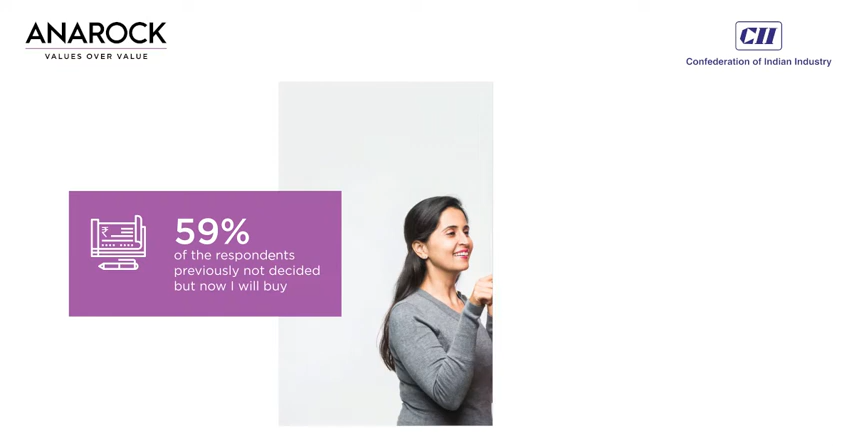 ANAROCK
VALUES OVER VALUE
CII
Confederation of Indian Industry
₹
59%
of the respondents
previously not decided
but now I will buy